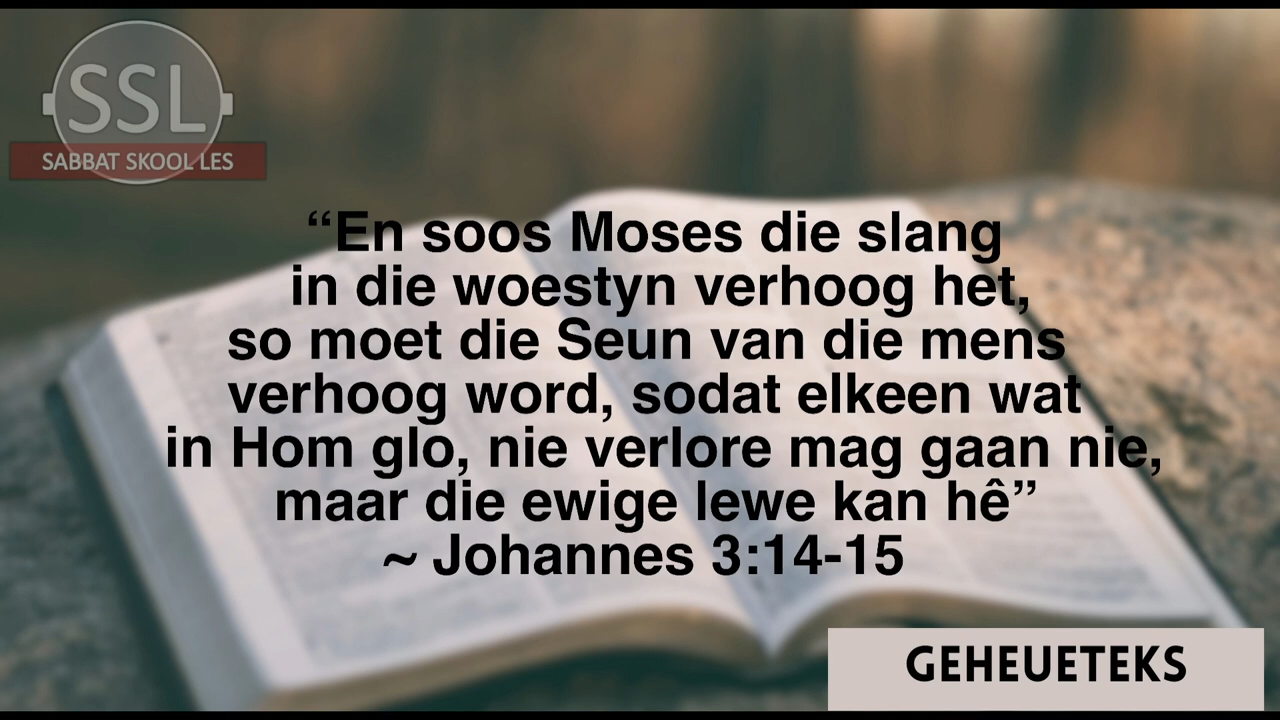 SSL
SABBAT SKOOL LES
“En soos Moses die slang
in die woestyn verhoog het,
so moet die Seun van die mens
verhoog word, sodat elkeen wat
in Hom glo, nie verlore mag gaan nie,
maar die ewige lewe kan hê”
~ Johannes 3:14-15
GEHEUETEKS